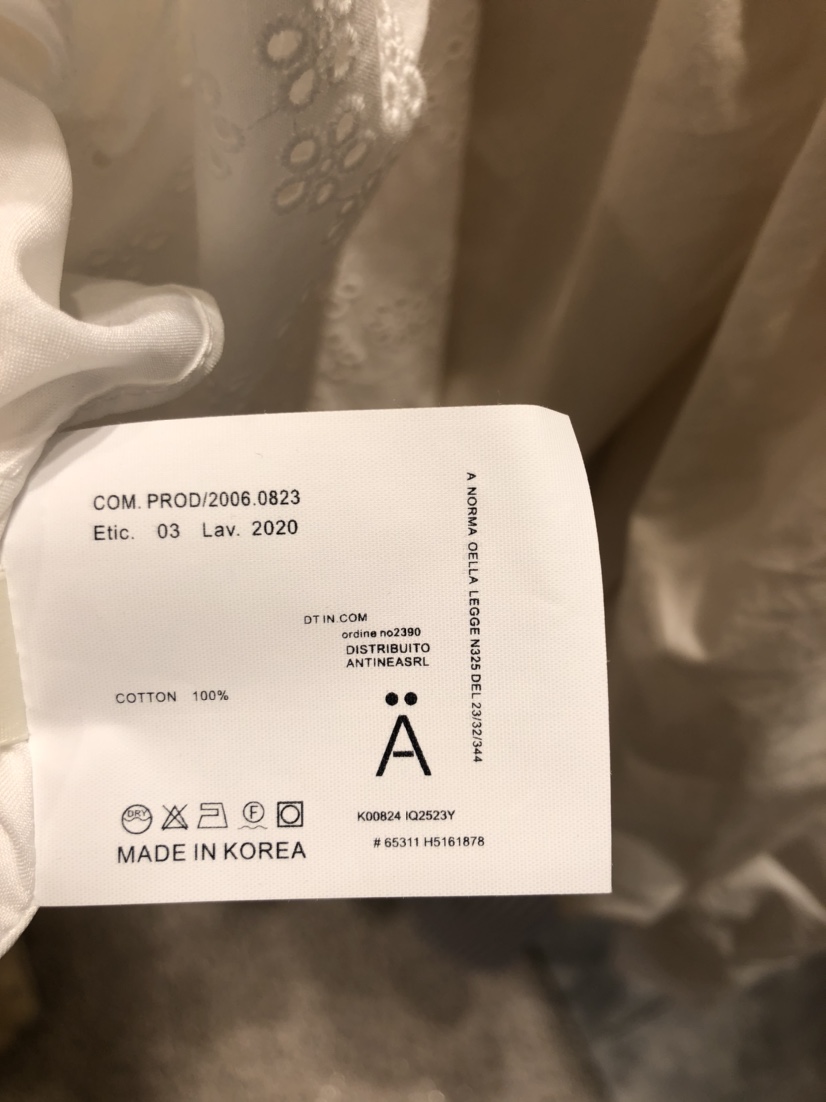 COM. PROD/2006.0823
Etic. 03 Lav. 2020
A NORMA OELLA LEGGE N325 DEL 23/32/344
DT IN.COM
ordine no2390
DISTRIBUITO
ANTINEASRL
COTTON 100%
Ä
DRY
F
K00824 IQ2523Y
# 65311 H5161878
MADE IN KOREA